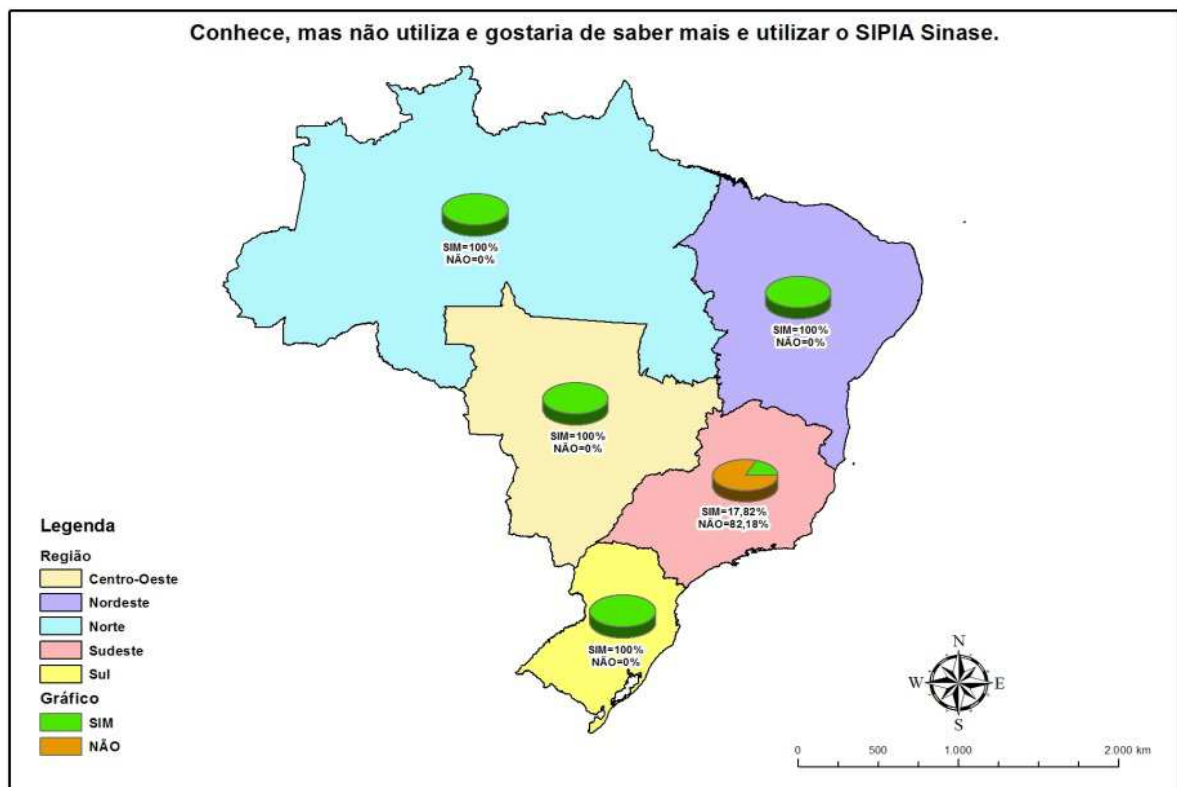 Conhece, mas não utiliza e gostaria de saber mais e utilizar o SIPIA Sinase.
SIM=100%
NÃO=0%
SIM=100%
NÃO=0%
SIM=100%
NÃO=0%
SIM=17,82%
NÃO=82,18%
SIM=100%
NÃO=0%
Legenda
Região
Centro-Oeste
Nordeste
Norte
Sudeste
Sul
Gráfico
SIM
NÃO
N
W E
S
0 500 1.000 2.000 km